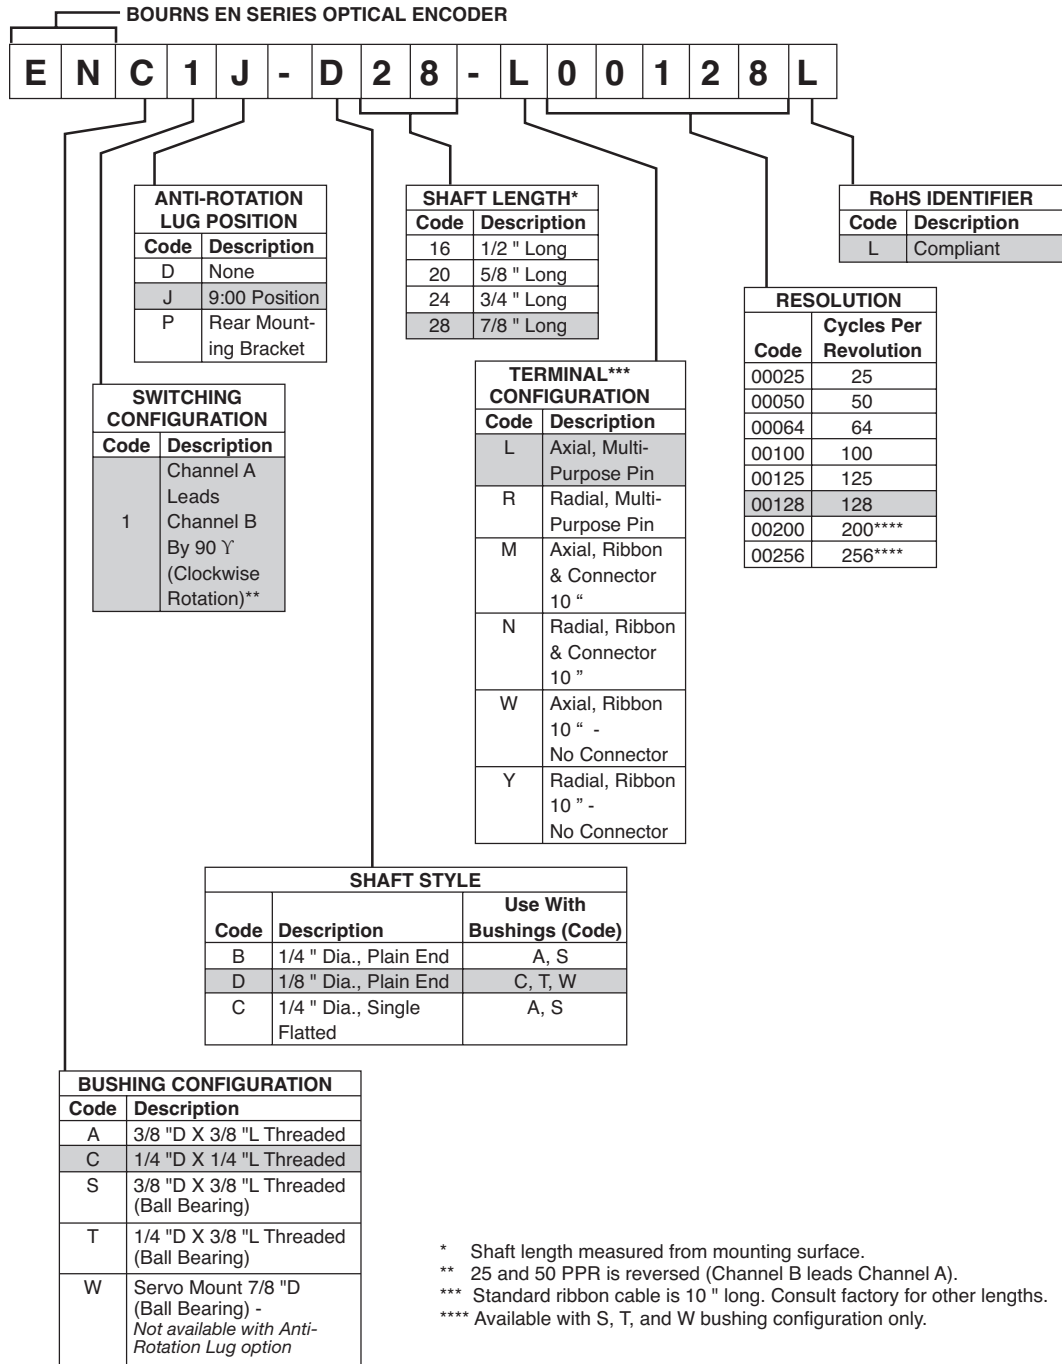 BOURNS EN SERIES OPTICAL ENCODER
E N C 1 J - D 2 8 - L 0 0 1 2 8 L
ANTI-ROTATION
LUG POSITION
Code Description
D None
J 9:00 Position
P Rear Mount-
ing Bracket
SHAFT LENGTH*
Code Description
16 1/2 " Long
20 5/8 " Long
24 3/4 " Long
28 7/8 " Long
RoHS IDENTIFIER
Code Description
L Compliant
RESOLUTION
Cycles Per
Code Revolution
00025 25
00050 50
00064 64
00100 100
00125 125
00128 128
00200 200****
00256 256****
SWITCHING
CONFIGURATION
Code Description
Channel A
Leads
1 Channel B
By 90 ϒ
(Clockwise
Rotation)**
TERMINAL***
CONFIGURATION
Code Description
L Axial, Multi-
Purpose Pin
R Radial, Multi-
Purpose Pin
M Axial, Ribbon
& Connector
10 “
N Radial, Ribbon
& Connector
10 ”
W Axial, Ribbon
10 “ -
No Connector
Y Radial, Ribbon
10 ” -
No Connector
SHAFT STYLE
Use With
Code Description Bushings (Code)
B 1/4 " Dia., Plain End A, S
D 1/8 " Dia., Plain End C, T, W
C 1/4 " Dia., Single A, S
Flatted
BUSHING CONFIGURATION
Code Description
A 3/8 "D X 3/8 "L Threaded
C 1/4 "D X 1/4 "L Threaded
S 3/8 "D X 3/8 "L Threaded
(Ball Bearing)
T 1/4 "D X 3/8 "L Threaded
(Ball Bearing)
W Servo Mount 7/8 "D
(Ball Bearing) -
Not available with Anti-
Rotation Lug option
* Shaft length measured from mounting surface.
** 25 and 50 PPR is reversed (Channel B leads Channel A).
*** Standard ribbon cable is 10 " long. Consult factory for other lengths.
**** Available with S, T, and W bushing configuration only.